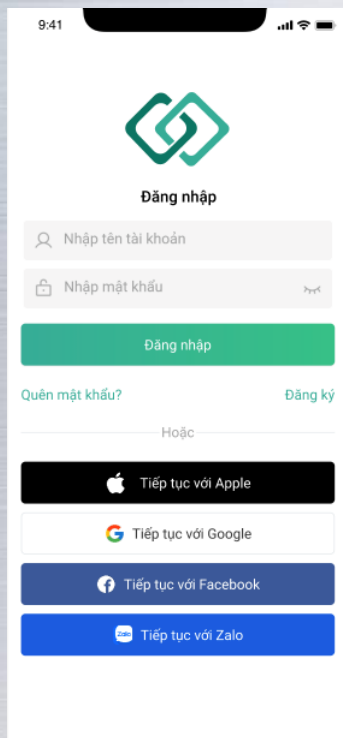 9:41
Đăng nhập
Nhập tên tài khoản
Nhập mật khẩu
Đăng nhập
Quên mật khẩu? Đăng ký
Hoặc
Tiếp tục với Apple
Tiếp tục với Google
Tiếp tục với Facebook
Zalo Tiếp tục với Zalo